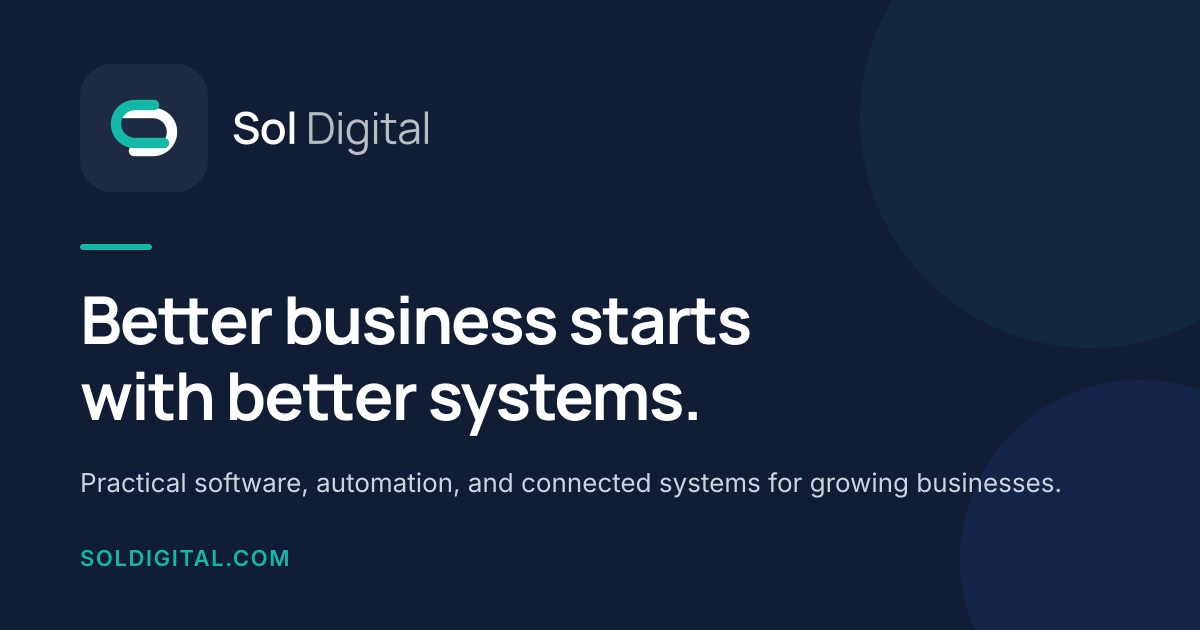 Sol Digital
Better business starts
with better systems.
Practical software, automation, and connected systems for growing businesses.
SOLDIGITAL.COM